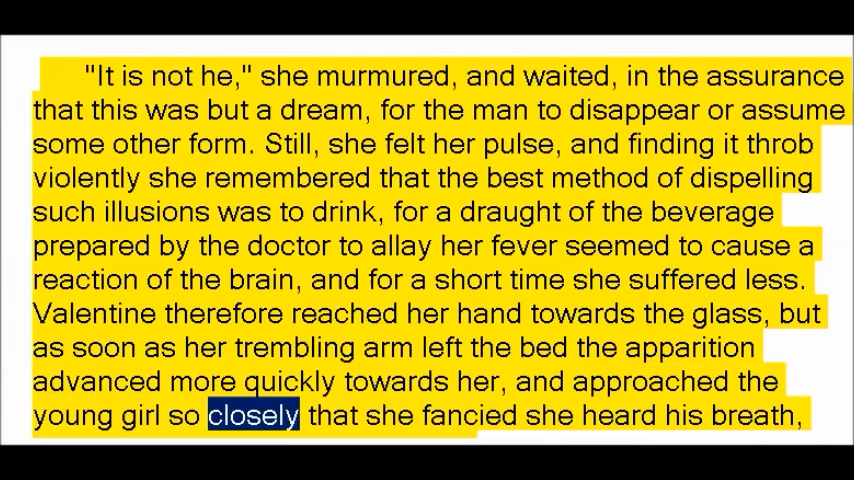 "It is not he," she murmured, and waited, in the assurance
that this was but a dream, for the man to disappear or assume
some other form. Still, she felt her pulse, and finding it throb
violently she remembered that the best method of dispelling
such illusions was to drink, for a draught of the beverage
prepared by the doctor to allay her fever seemed to cause a
reaction of the brain, and for a short time she suffered less.
Valentine therefore reached her hand towards the glass, but
as soon as her trembling arm left the bed the apparition
advanced more quickly towards her, and approached the
young girl so closely that she fancied she heard his breath,